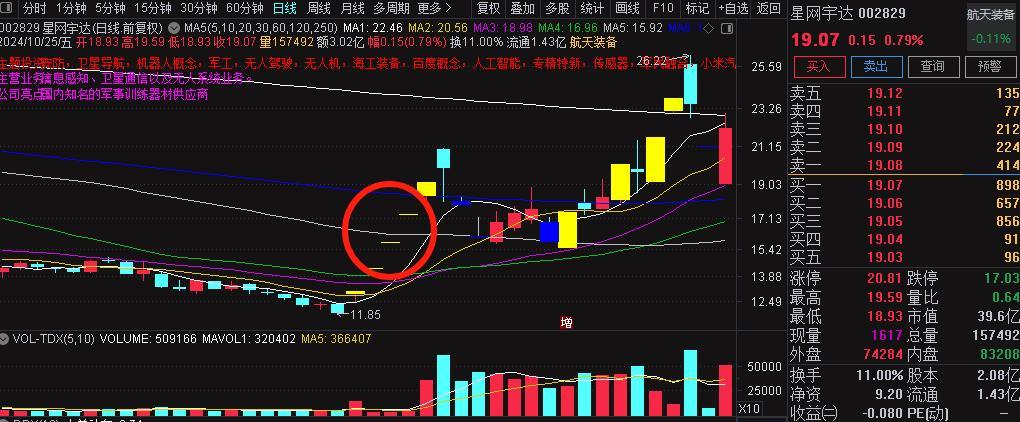 分时 1分钟 5分钟 15分钟 30分钟 60分钟 日线 周线 月线 多周期 更多 复权 叠加 多股 统计 画线 F10 标记 +自选 返回
002829 星网宇达(日线.前复权) MA5(5,10,20,30,60,120,250) MA1: 22.46 MA2: 20.56 MA3: 18.98 MA4: 16.96 MA5: 15.92
2024/10/25/五 开18.93 高19.59 低18.93 收19.07 量157492 额3.02亿 幅0.15(0.79%) 换11.00% 流通1.43亿 航天装备
卫星导航，机器人概念，军工，无人驾驶，无人机，海工装备，百度概念，人工智能，专精特新，传感器，小米汽
主营业务信息感知、卫星通信以及无人系统业务。
公司亮点国内知名的军事训练器材供应商
26.22
25.59
23.26
21.15
19.03
17.13
15.42
13.88
12.49
11.85
增
VOL-TDX(5,10) VOLUME: 509166 MAVOL1: 320402 MA5: 366407
50000
25000
X10
星网宇达 002829
航天装备
-0.11%
19.07 0.15 0.79%
买入 卖出 查询 预警
卖五 19.12 135
卖四 19.11 77
卖三 19.10 212
卖二 19.09 224
卖一 19.08 414
买一 19.07 898
买二 19.06 657
买三 19.05 856
买四 19.04 91
买五 19.03 96
涨停 20.81 跌停 17.03
最高 19.59 量比 0.64
最低 18.93 市值 39.6亿
现量 1617 总量 157492
外盘 74284 内盘 83208
换手 11.00% 股本 2.08亿
净资 9.20 流通 1.43亿
收益㈡ -0.080 PE(动) —